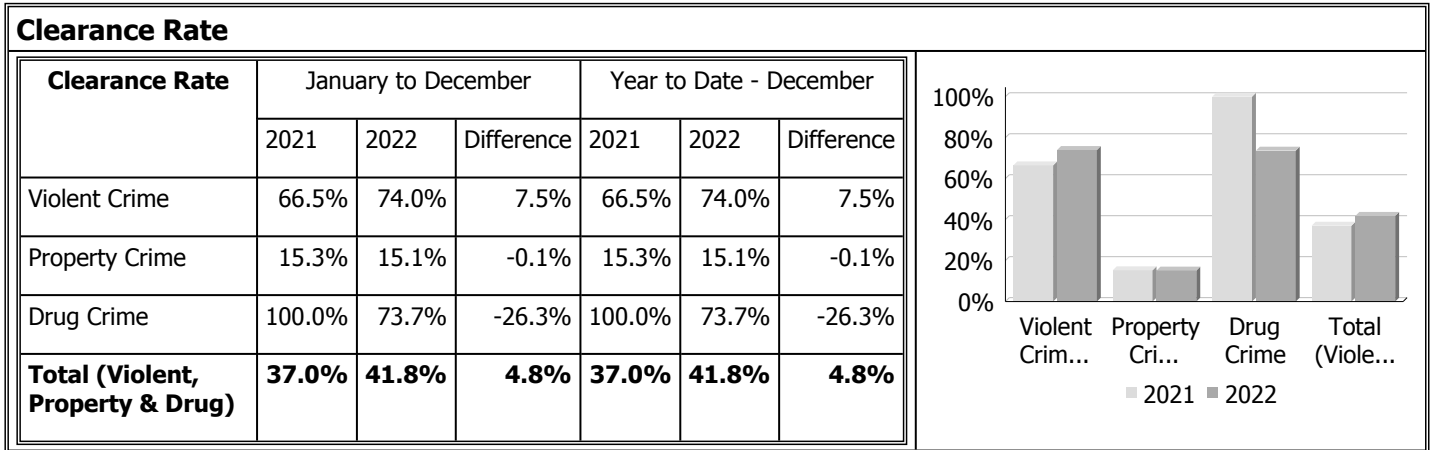 Clearance Rate
Clearance Rate January to December Year to Date - December
2021 2022 Difference 2021 2022 Difference
Violent Crime 66.5% 74.0% 7.5% 66.5% 74.0% 7.5%
Property Crime 15.3% 15.1% -0.1% 15.3% 15.1% -0.1%
Drug Crime 100.0% 73.7% -26.3% 100.0% 73.7% -26.3%
Total (Violent, 37.0% 41.8% 4.8% 37.0% 41.8% 4.8%
Property & Drug)
100%
80%
60%
40%
20%
0%
Violent Property Drug Total
Crim... Cri... Crime (Viole...
2021 2022